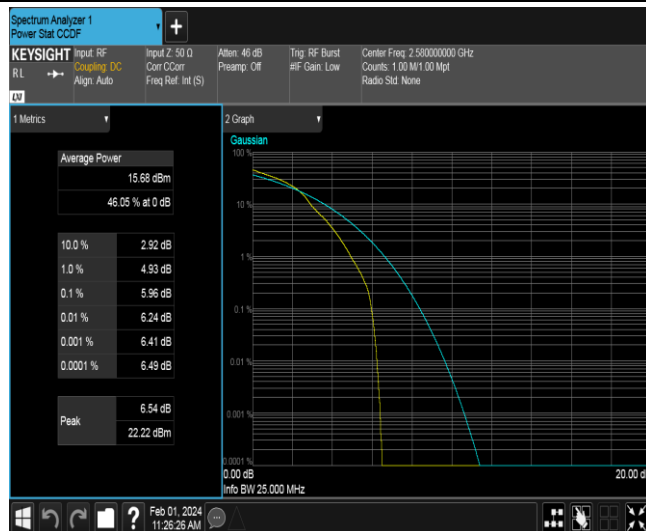 Spectrum Analyzer 1
Power Stat CCDF
KEYSIGHT
RL
Input: RF
Coupling: DC
Align: Auto
Input Z: 50 Ω
Corr CCorr
Freq Ref: Int (S)
Atten: 46 dB
Preamp: Off
Trig: RF Burst
#IF Gain: Low
Center Freq: 2.580000000 GHz
Counts: 1.00 M/1.00 Mpt
Radio Std: None
1 Metrics
Average Power
15.68 dBm
46.05 % at 0 dB
10.0 % 2.92 dB
1.0 % 4.93 dB
0.1 % 5.96 dB
0.01 % 6.24 dB
0.001 % 6.41 dB
0.0001 % 6.49 dB
Peak
6.54 dB
22.22 dBm
2 Graph
Gaussian
100 %
10 %
1 %
0.1 %
0.01 %
0.001 %
0.0001 %
0.00 dB
20.00 d
Info BW 25.000 MHz
?
Feb 01, 2024
11:26:26 AM